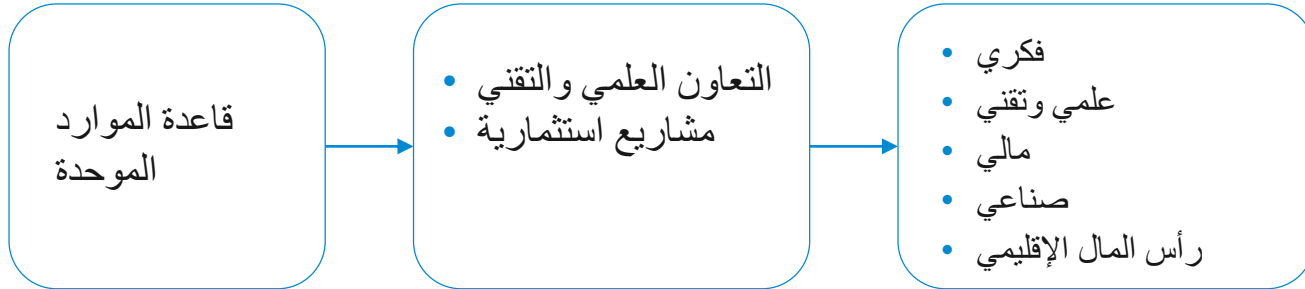 قاعدة الموارد
الموحدة
• التعاون العلمي والتقني
• مشاريع استثمارية
• فكري
• علمي وتقني
• مالي
• صناعي
• رأس المال الإقليمي